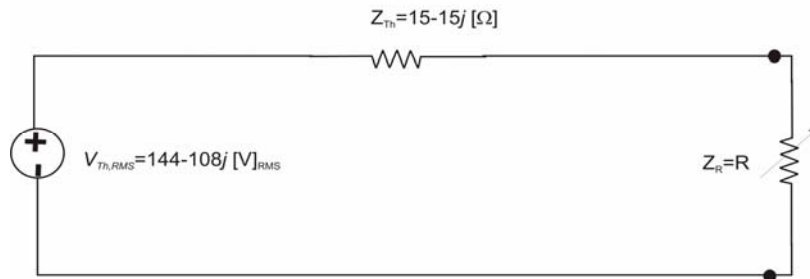 Z_Th=15-15j [Ω]
V_Th,RMS=144-108j [V]_RMS
Z_R=R